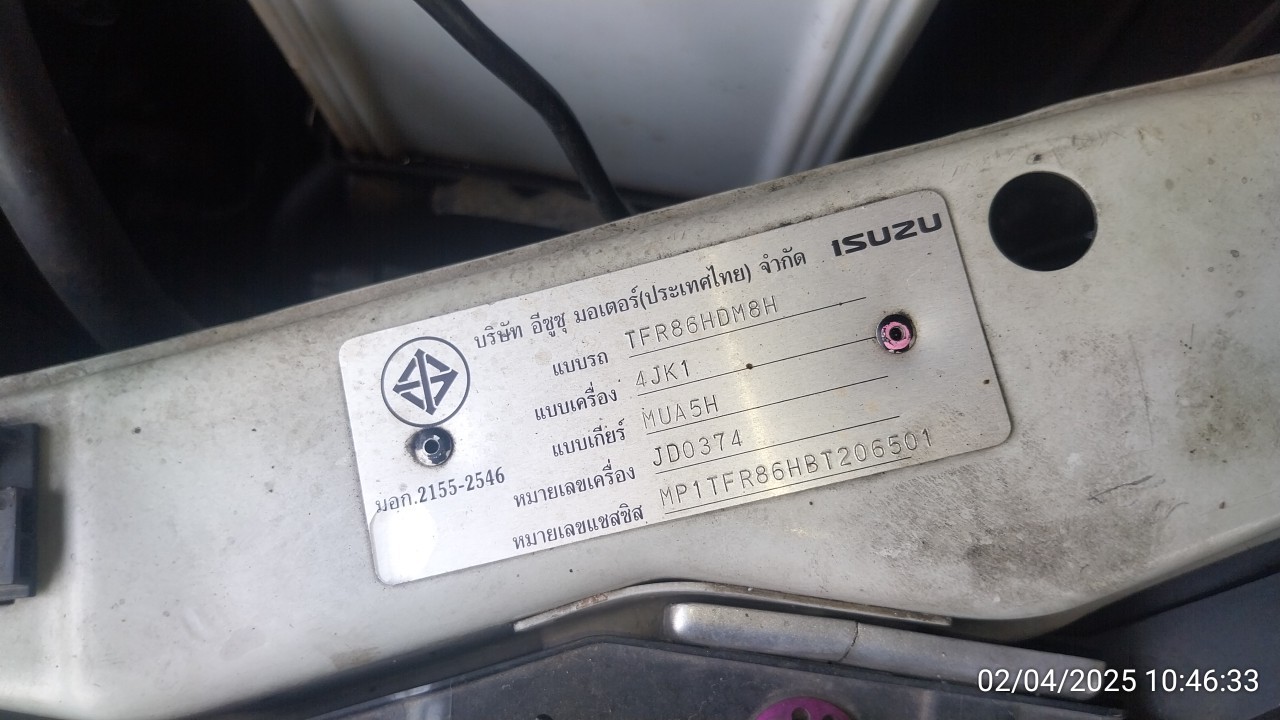 บริษัท อีซูซุ มอเตอร์(ประเทศไทย) จำกัด ISUZU
แบบรถ TFR86HDM8H
แบบเครื่อง 4JK1
แบบเกียร์ MUA5H
หมายเลขเครื่อง JD0374
หมายเลขแชสซิส MP1TFR86HBT206501
มอก.2155-2546
02/04/2025 10:46:33